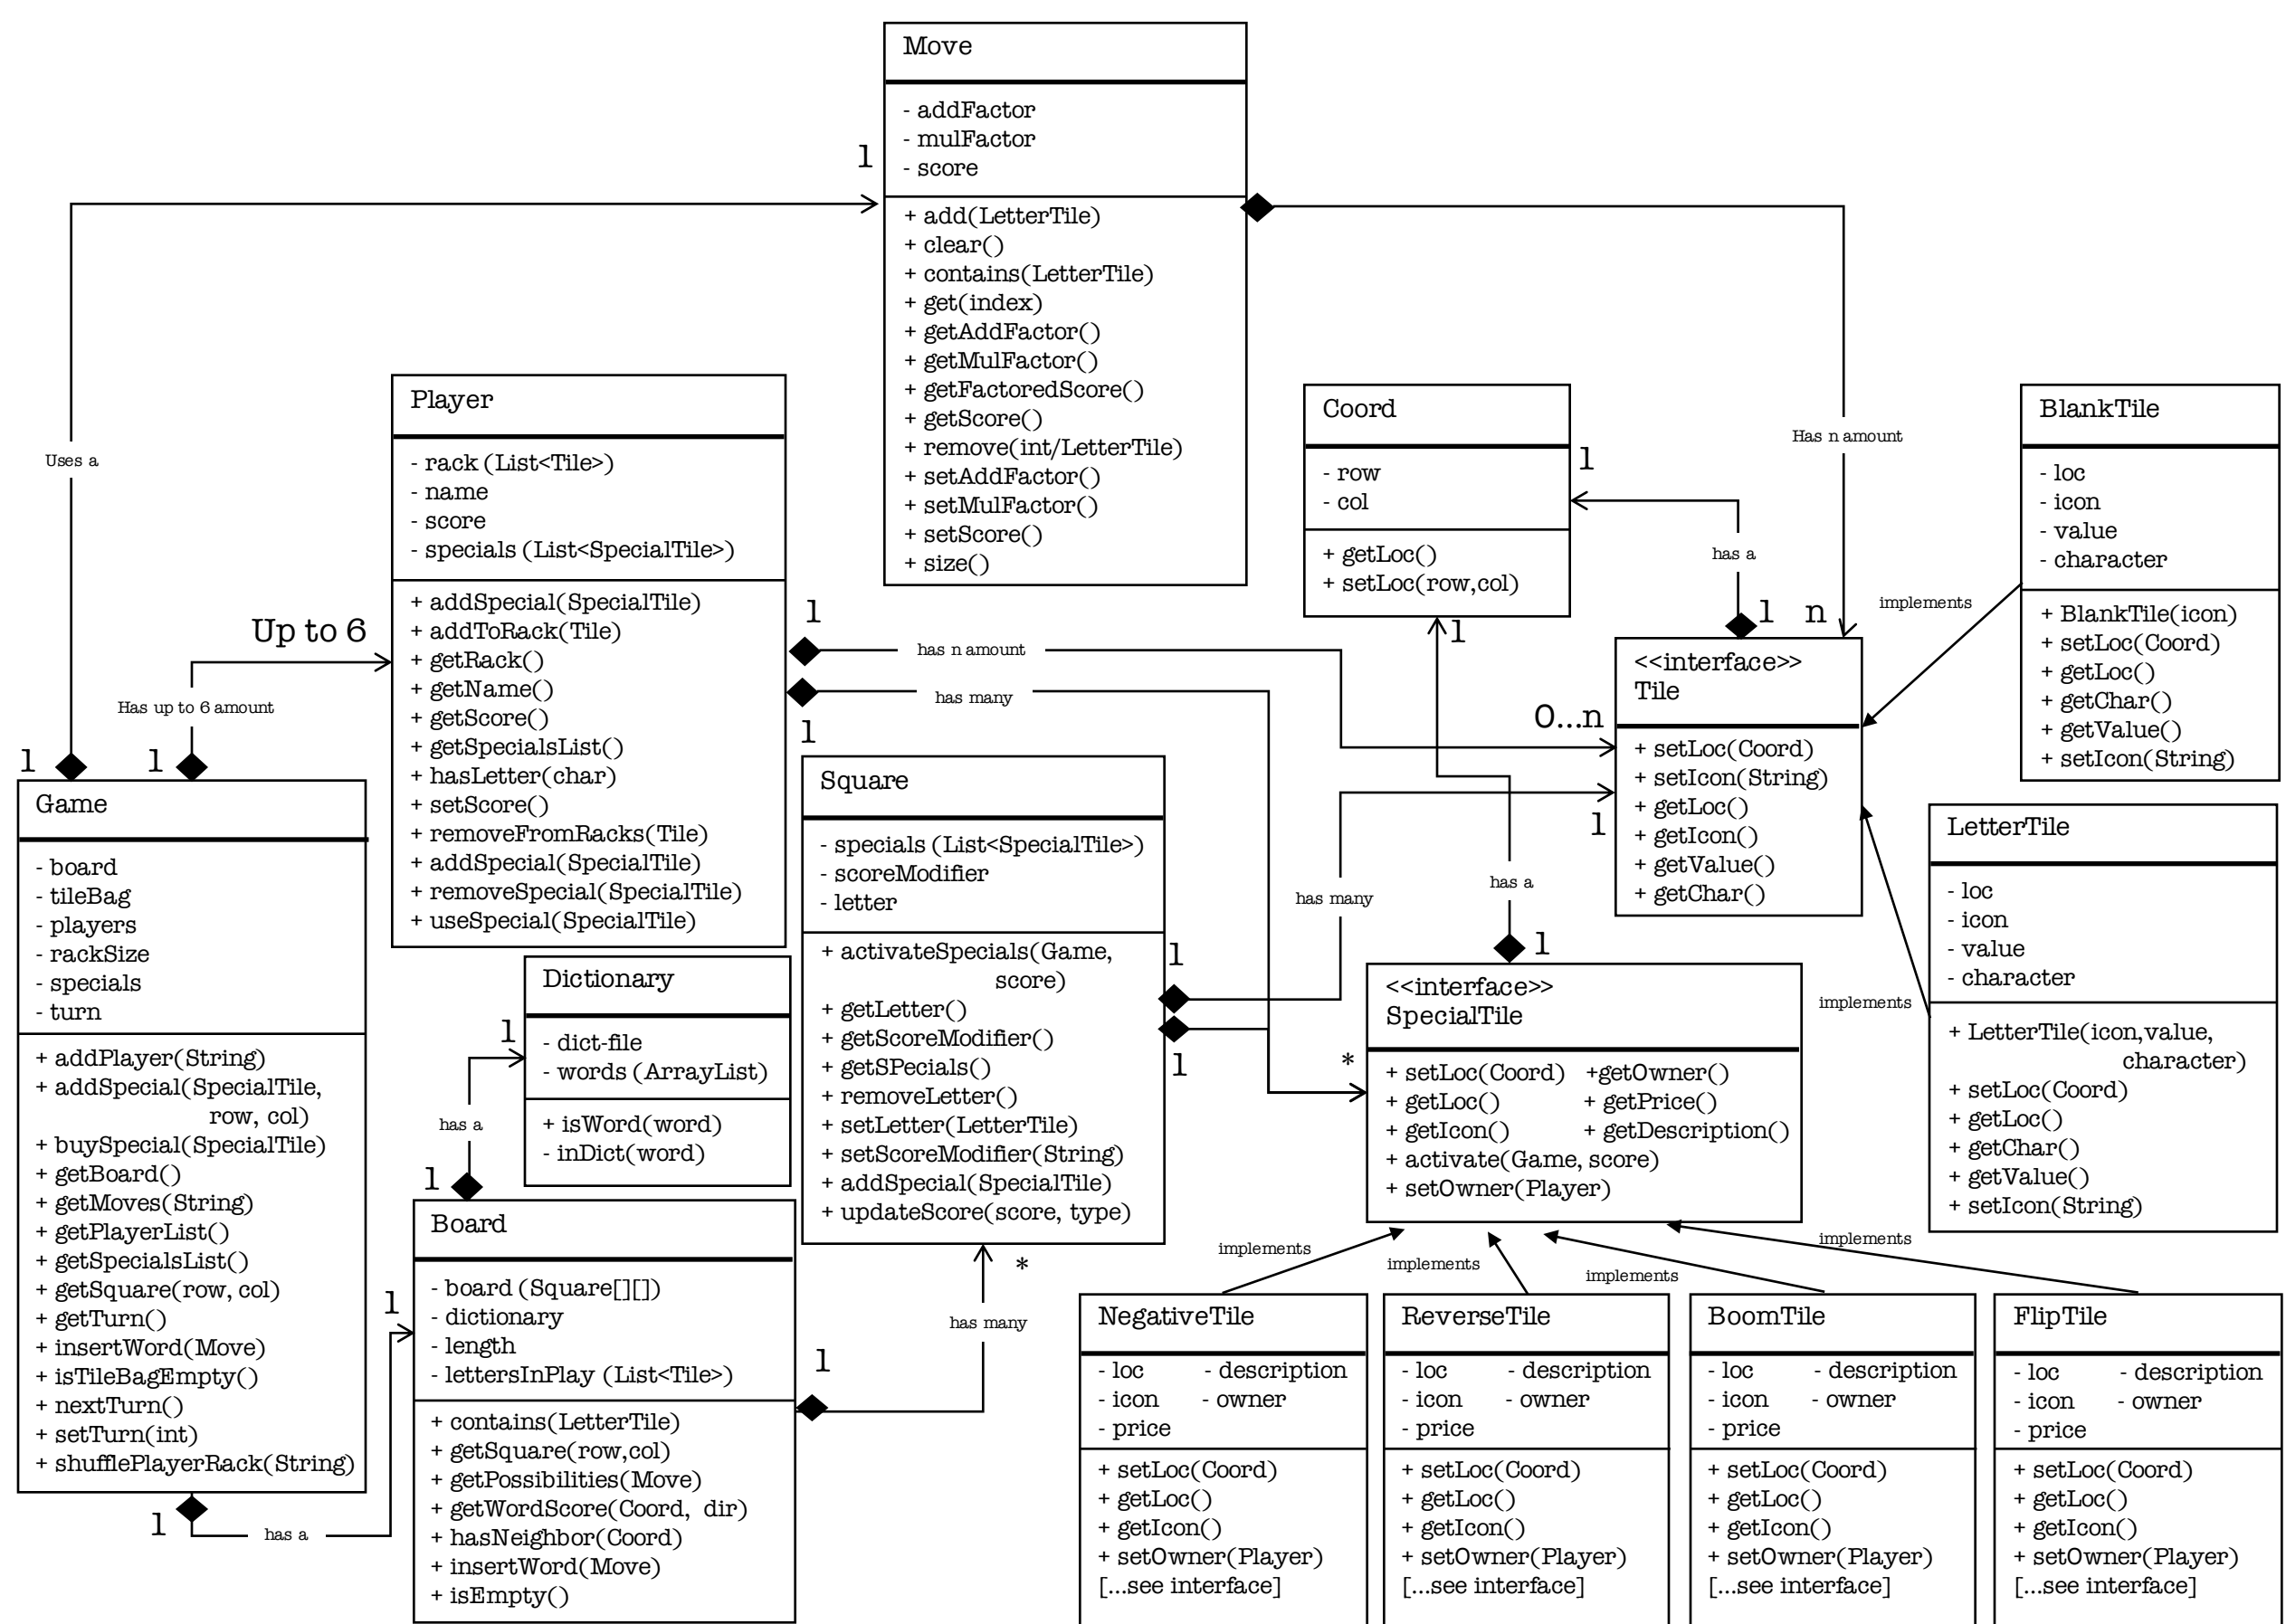 Move
- addFactor
- mulFactor
- score
+ add(LetterTile)
+ clear()
+ contains(LetterTile)
+ get(index)
+ getAddFactor()
+ getMulFactor()
+ getFactoredScore()
+ getScore()
+ remove(int/LetterTile)
+ setAddFactor()
+ setMulFactor()
+ setScore()
+ size()
1
Uses a
1
Has n amount
n
Player
- rack (List<Tile>)
- name
- score
- specials (List<SpecialTile>)
+ addSpecial(SpecialTile)
+ addToRack(Tile)
+ getRack()
+ getName()
+ getScore()
+ getSpecialsList()
+ hasLetter(char)
+ setScore()
+ removeFromRacks(Tile)
+ addSpecial(SpecialTile)
+ removeSpecial(SpecialTile)
+ useSpecial(SpecialTile)
Up to 6
Has up to 6 amount
1
1
has n amount
0...n
has many
1
Coord
- row
- col
+ getLoc()
+ setLoc(row,col)
1
has a
1
1
has a
1
BlankTile
- loc
- icon
- value
- character
+ BlankTile(icon)
+ setLoc(Coord)
+ getLoc()
+ getChar()
+ getValue()
+ setIcon(String)
implements
<<interface>>
Tile
+ setLoc(Coord)
+ setIcon(String)
+ getLoc()
+ getIcon()
+ getValue()
+ getChar()
LetterTile
- loc
- icon
- value
- character
+ LetterTile(icon,value,
character)
+ setLoc(Coord)
+ getLoc()
+ getChar()
+ getValue()
+ setIcon(String)
implements
Game
- board
- tileBag
- players
- rackSize
- specials
- turn
+ addPlayer(String)
+ addSpecial(SpecialTile,
row, col)
+ buySpecial(SpecialTile)
+ getBoard()
+ getMoves(String)
+ getPlayerList()
+ getSpecialsList()
+ getSquare(row, col)
+ getTurn()
+ insertWord(Move)
+ isTileBagEmpty()
+ nextTurn()
+ setTurn(int)
+ shufflePlayerRack(String)
1
has a
1
Dictionary
- dict-file
- words (ArrayList)
+ isWord(word)
- inDict(word)
1
has a
1
Square
- specials (List<SpecialTile>)
- scoreModifier
- letter
+ activateSpecials(Game,
score)
+ getLetter()
+ getScoreModifier()
+ getSPecials()
+ removeLetter()
+ setLetter(LetterTile)
+ setScoreModifier(String)
+ addSpecial(SpecialTile)
+ updateScore(score, type)
1
has many
1
1
*
<<interface>>
SpecialTile
+ setLoc(Coord) +getOwner()
+ getLoc() + getPrice()
+ getIcon() + getDescription()
+ activate(Game, score)
+ setOwner(Player)
Board
- board (Square[][])
- dictionary
- length
- lettersInPlay (List<Tile>)
+ contains(LetterTile)
+ getSquare(row,col)
+ getPossibilities(Move)
+ getWordScore(Coord, dir)
+ hasNeighbor(Coord)
+ insertWord(Move)
+ isEmpty()
1
has many
*
implements
implements
implements
implements
NegativeTile
- loc - description
- icon - owner
- price
+ setLoc(Coord)
+ getLoc()
+ getIcon()
+ setOwner(Player)
[...see interface]
ReverseTile
- loc - description
- icon - owner
- price
+ setLoc(Coord)
+ getLoc()
+ getIcon()
+ setOwner(Player)
[...see interface]
BoomTile
- loc - description
- icon - owner
- price
+ setLoc(Coord)
+ getLoc()
+ getIcon()
+ setOwner(Player)
[...see interface]
FlipTile
- loc - description
- icon - owner
- price
+ setLoc(Coord)
+ getLoc()
+ getIcon()
+ setOwner(Player)
[...see interface]